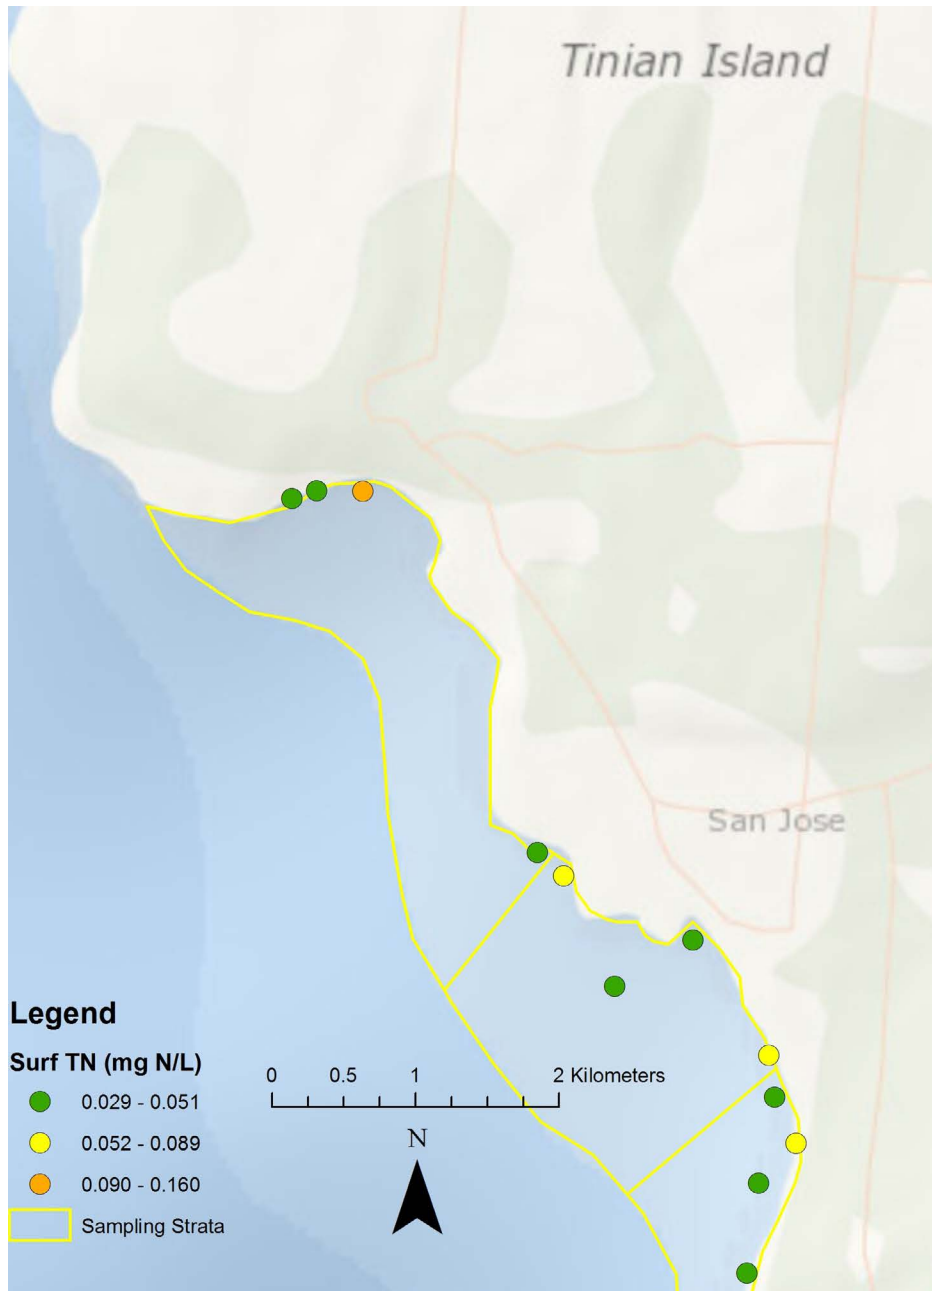 Tinian Island
San Jose
Legend
Surf TN (mg N/L)
0.029 - 0.051
0.052 - 0.089
0.090 - 0.160
Sampling Strata
0 0.5 1 2 Kilometers
N